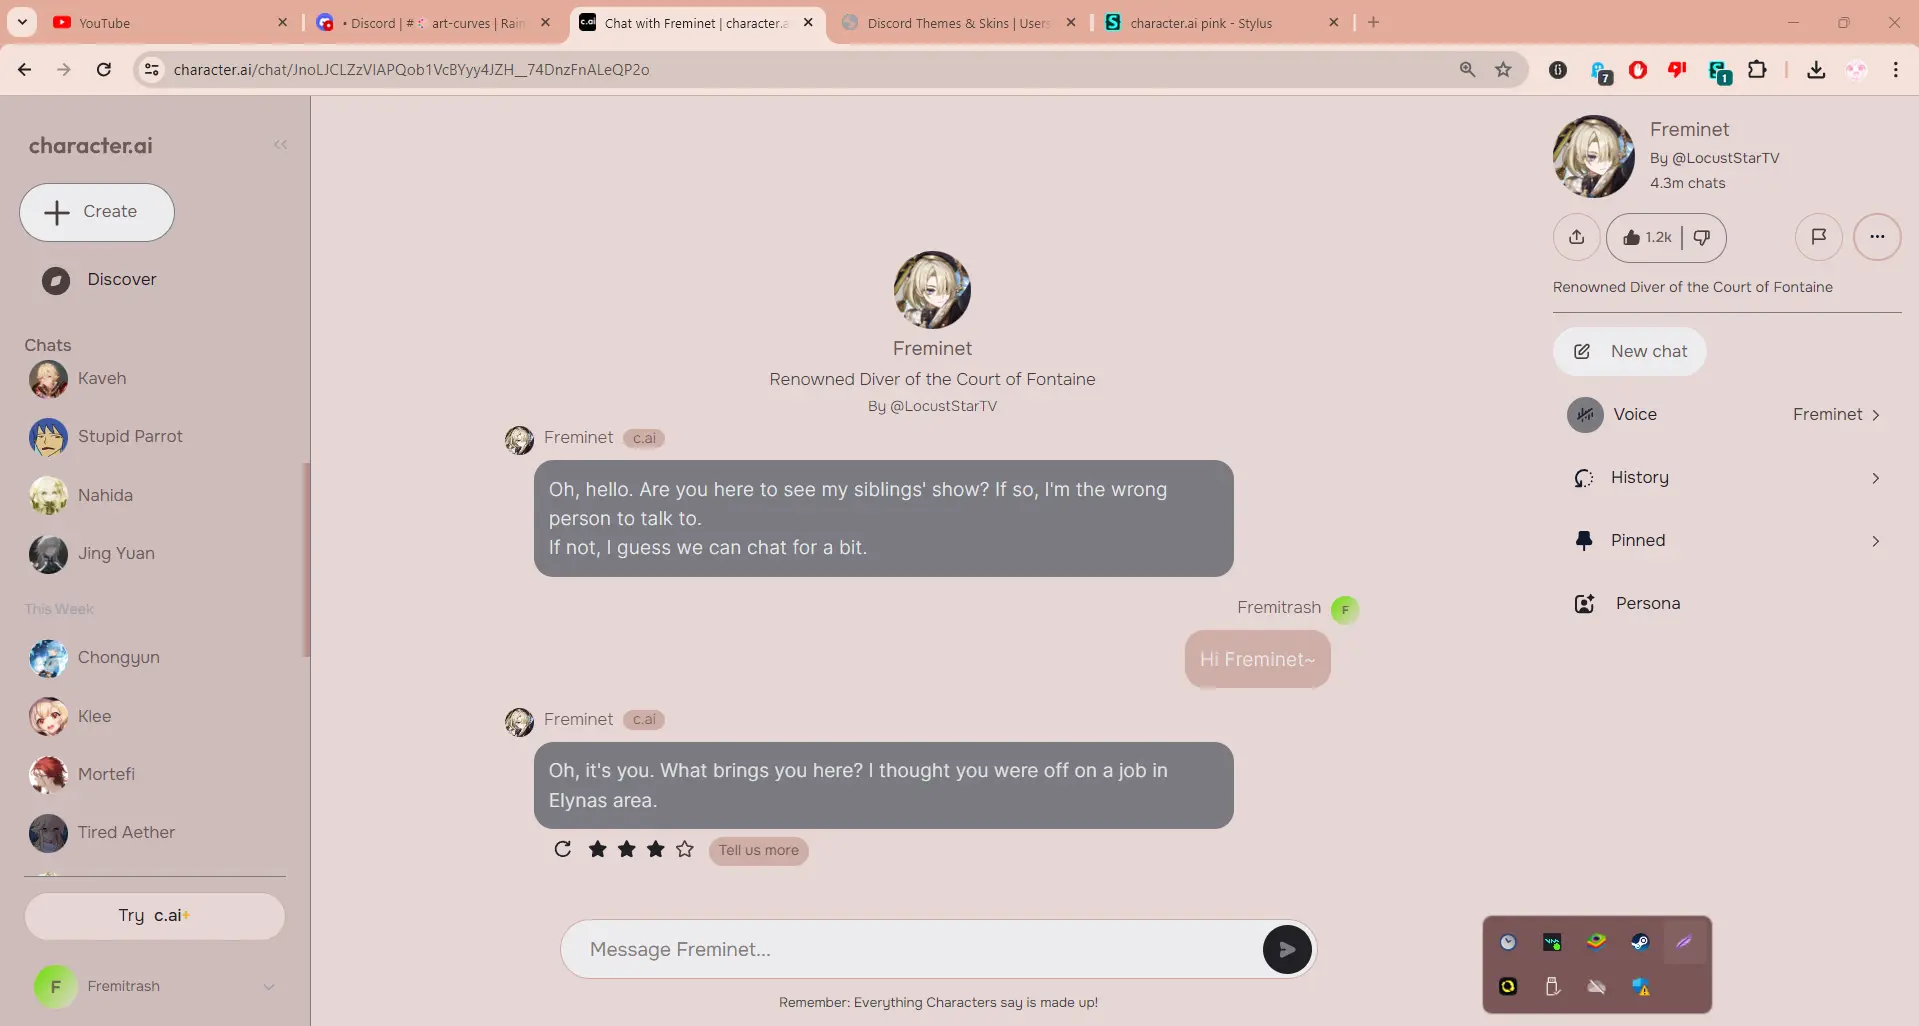 YouTube
• Discord | # art-curves | Rain
Chat with Freminet | character.a
Discord Themes & Skins | Users
character.ai pink - Stylus
character.ai/chat/JnoLJCLZzVIAPQob1VcBYyy4JZH__74DnzFnALeQP2o
7
1
character.ai
Create
Discover
Chats
Kaveh
Stupid Parrot
Nahida
Jing Yuan
This Week
Chongyun
Klee
Mortefi
Tired Aether
Try c.ai+
F
Fremitrash
Freminet
Renowned Diver of the Court of Fontaine
By @LocustStarTV
Freminet c.ai
Oh, hello. Are you here to see my siblings' show? If so, I'm the wrong
person to talk to.
If not, I guess we can chat for a bit.
Fremitrash F
Hi Freminet~
Freminet c.ai
Oh, it's you. What brings you here? I thought you were off on a job in
Elynas area.
Tell us more
Message Freminet...
Remember: Everything Characters say is made up!
Freminet
By @LocustStarTV
4.3m chats
1.2k
Renowned Diver of the Court of Fontaine
New chat
Voice Freminet
History
Pinned
Persona